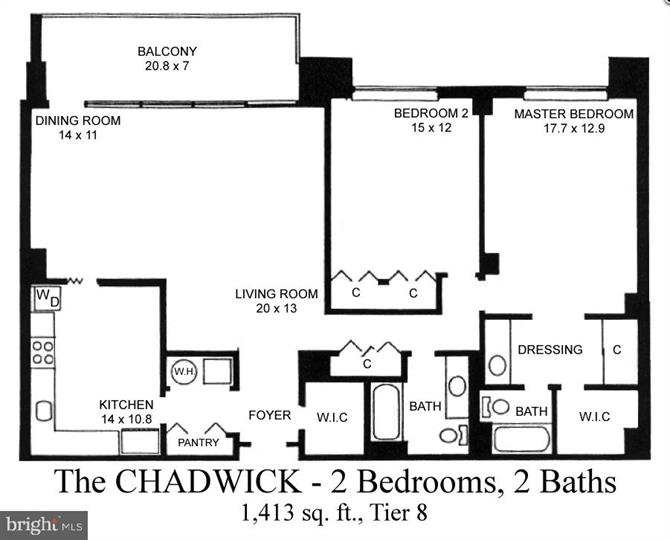 BALCONY
20.8 x 7
DINING ROOM
14 x 11
BEDROOM 2
15 x 12
MASTER BEDROOM
17.7 x 12.9
W
D
C
C
LIVING ROOM
20 x 13
C
DRESSING
C
W.H.
KITCHEN
14 x 10.8
PANTRY
FOYER
W.I.C
BATH
BATH
W.I.C
The CHADWICK - 2 Bedrooms, 2 Baths
1,413 sq. ft., Tier 8
bright MLS